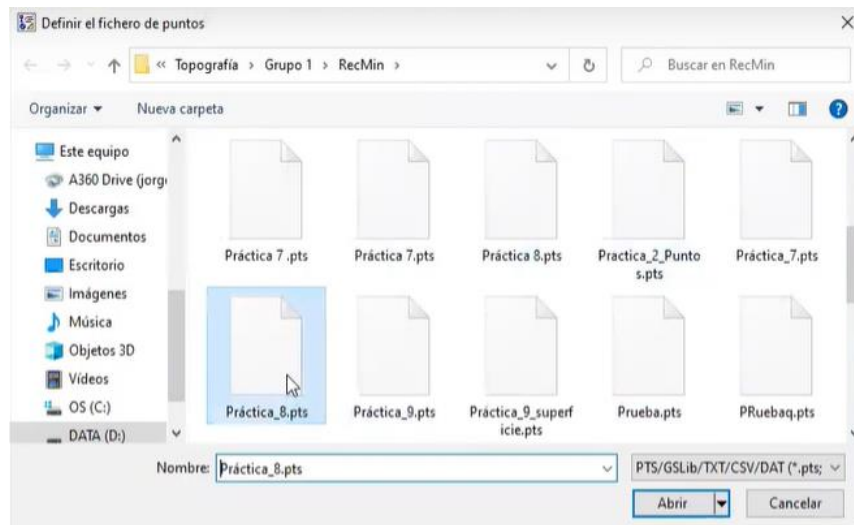 Definir el fichero de puntos
« Topografía > Grupo 1 > RecMin >
Buscar en RecMin
Organizar
Nueva carpeta
Este equipo
A360 Drive (jorg
Descargas
Documentos
Escritorio
Imágenes
Música
Objetos 3D
Vídeos
OS (C:)
DATA (D:)
Práctica 7 .pts
Práctica 7.pts
Práctica 8.pts
Practica_2_Punto
s.pts
Práctica_7.pts
Práctica_8.pts
Práctica_9.pts
Práctica_9_superf
icie.pts
Prueba.pts
PRuebaq.pts
Nombre: Práctica_8.pts
PTS/GSLib/TXT/CSV/DAT (*.pts;
Abrir
Cancelar